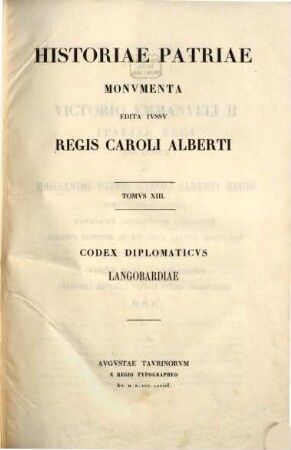 HISTORIAE PATRIAE
MONVMENTA
EDITA IVSSV
REGIS CAROLI ALBERTI
TOMVS XIII.
CODEX DIPLOMATICVS
LANGOBARDIAE
AVGVSTAE TAVRINORVM
E REGIO TYPOGRAPHEO